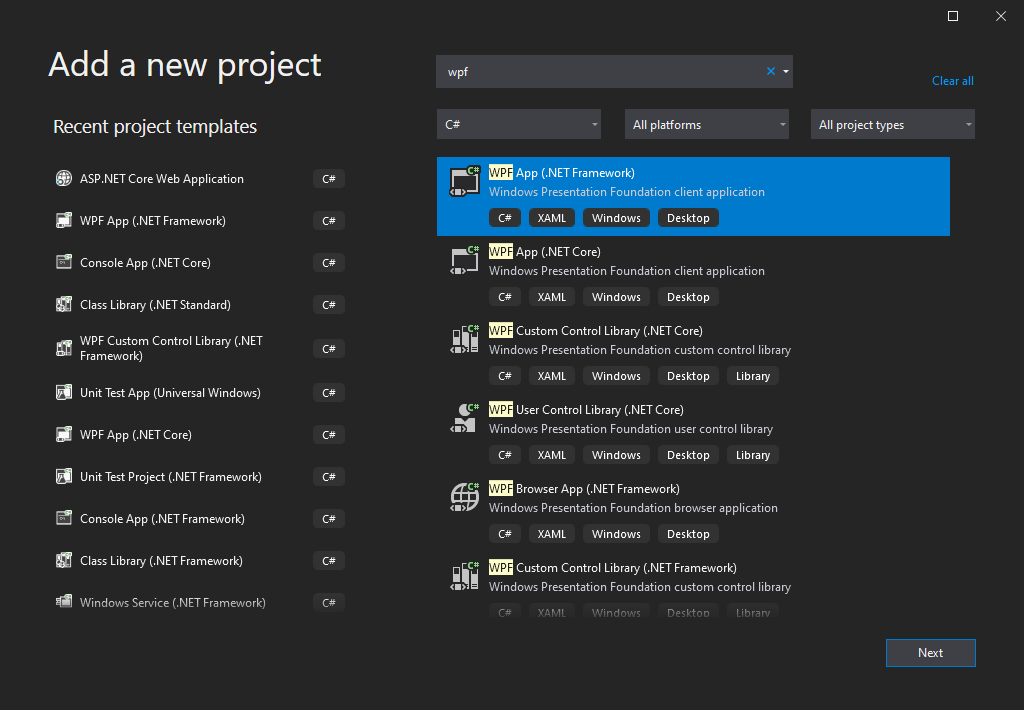 Add a new project
Recent project templates
ASP.NET Core Web Application C#
WPF App (.NET Framework) C#
Console App (.NET Core) C#
Class Library (.NET Standard) C#
WPF Custom Control Library (.NET
Framework) C#
Unit Test App (Universal Windows) C#
WPF App (.NET Core) C#
Unit Test Project (.NET Framework) C#
Console App (.NET Framework) C#
Class Library (.NET Framework) C#
Windows Service (.NET Framework) C#
wpf
Clear all
C# All platforms All project types
C#
WPF App (.NET Framework)
Windows Presentation Foundation client application
C# XAML Windows Desktop
C#
WPF App (.NET Core)
Windows Presentation Foundation client application
C# XAML Windows Desktop
C#
WPF Custom Control Library (.NET Core)
Windows Presentation Foundation custom control library
C# XAML Windows Desktop Library
C#
WPF User Control Library (.NET Core)
Windows Presentation Foundation user control library
C# XAML Windows Desktop Library
C#
WPF Browser App (.NET Framework)
Windows Presentation Foundation browser application
C# XAML Windows Desktop
C#
WPF Custom Control Library (.NET Framework)
Windows Presentation Foundation custom control library
C# XAML Windows Desktop Library
Next